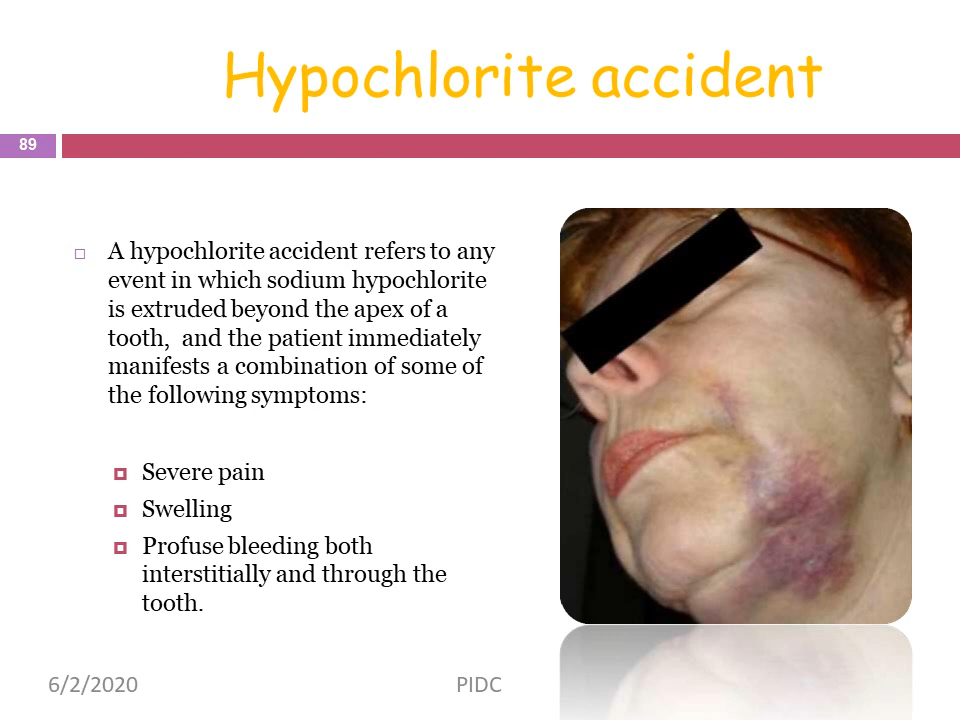 Hypochlorite accident
89
A hypochlorite accident refers to any
event in which sodium hypochlorite
is extruded beyond the apex of a
tooth, and the patient immediately
manifests a combination of some of
the following symptoms:
Severe pain
Swelling
Profuse bleeding both
interstitially and through the
tooth.
6/2/2020
PIDC